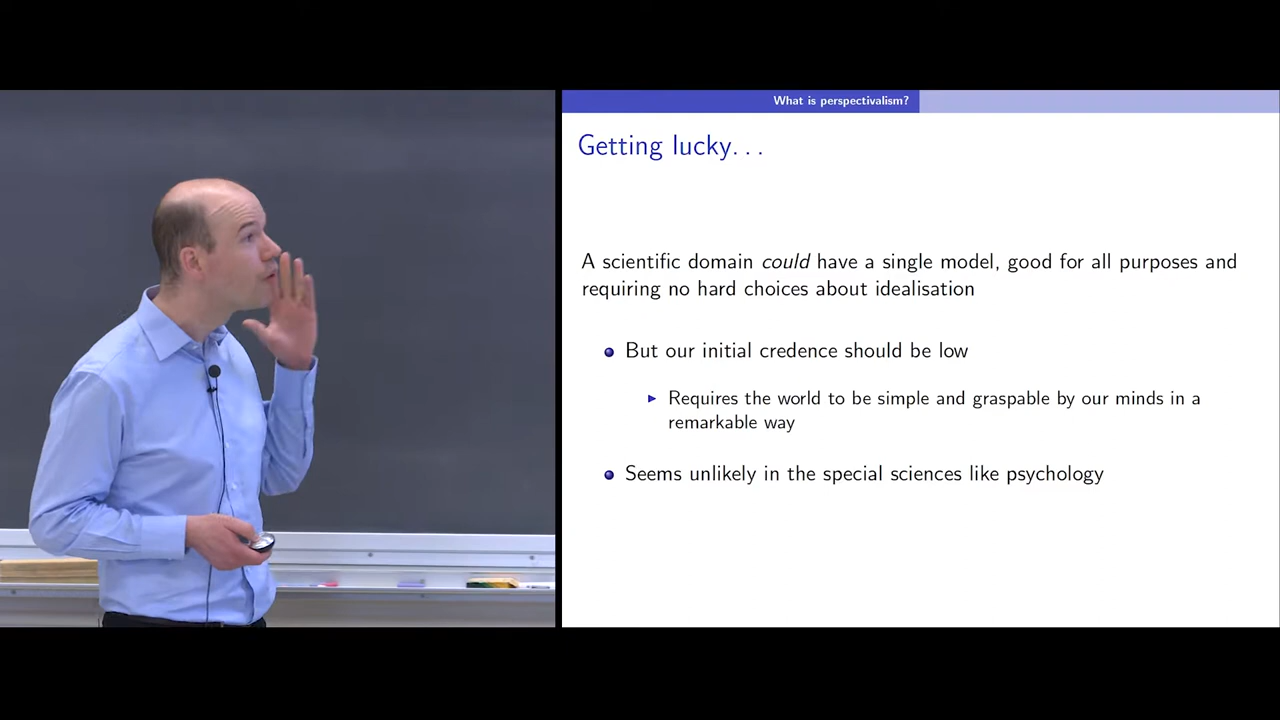 What is perspectivalism?
Getting lucky...
A scientific domain could have a single model, good for all purposes and
requiring no hard choices about idealisation
But our initial credence should be low
Requires the world to be simple and graspable by our minds in a
remarkable way
Seems unlikely in the special sciences like psychology